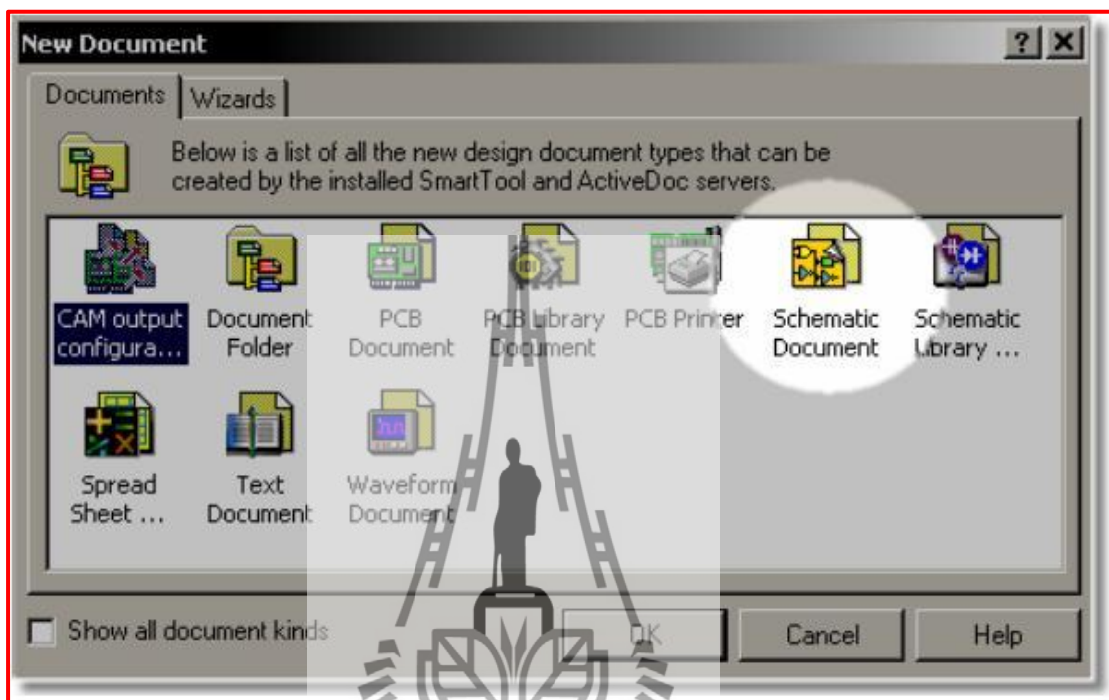 New Document
Documents Wizards
Below is a list of all the new design document types that can be
created by the installed SmartTool and ActiveDoc servers.
CAM output configura...
Document Folder
PCB Document
PCB Library Document
PCB Printer
Schematic Document
Schematic Library ...
Spread Sheet ...
Text Document
Waveform Document
Show all document kinds
OK Cancel Help